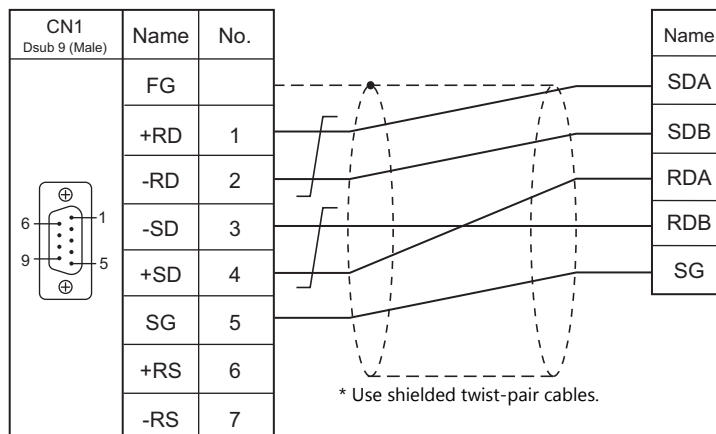 CN1
Dsub 9 (Male)
Name No.
Name
FG
SDA
+RD 1
SDB
-RD 2
RDA
6 1
-SD 3
RDB
9 5
+SD 4
SG
SG 5
+RS 6
* Use shielded twist-pair cables.
-RS 7